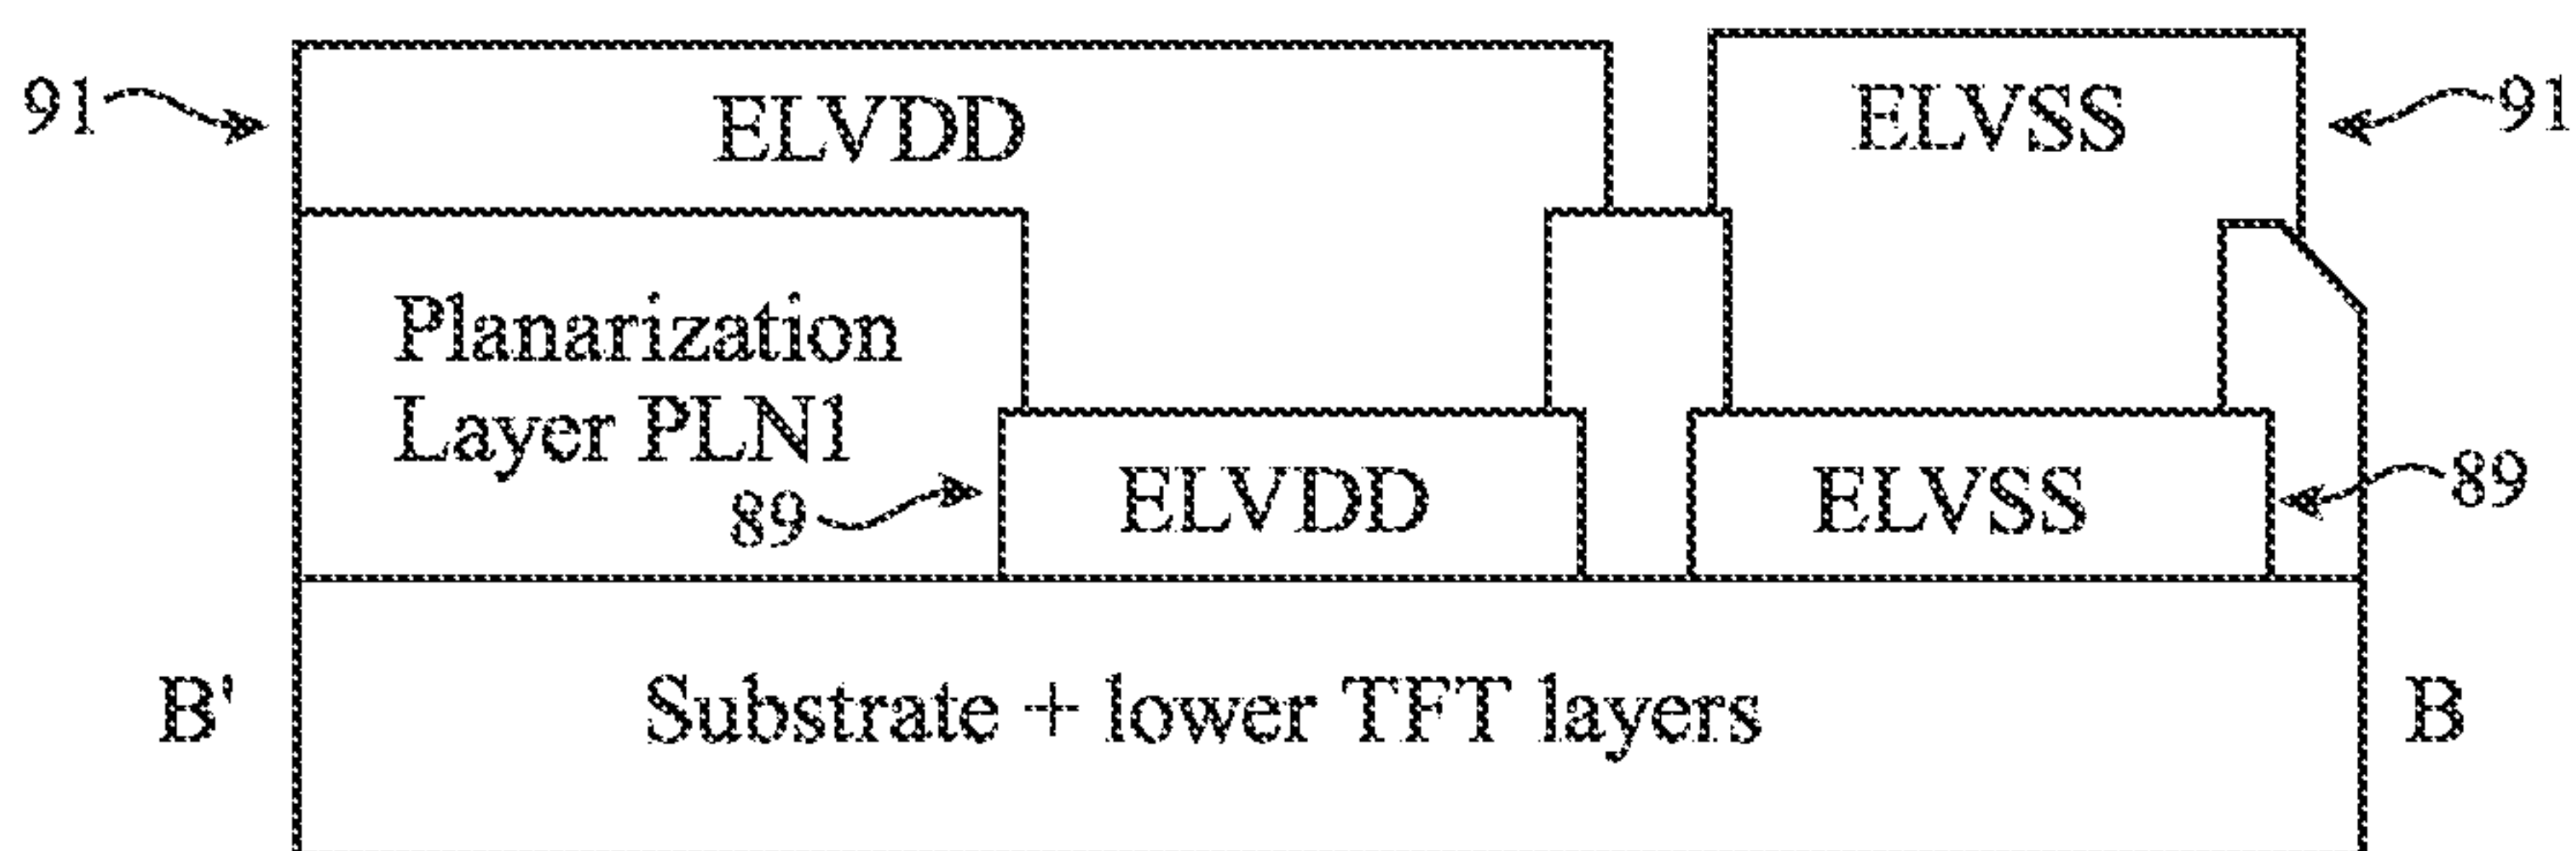 91 ELVDD ELVSS 91
Planarization
Layer PLN1
89 ELVDD ELVSS 89
B' Substrate + lower TFT layers B